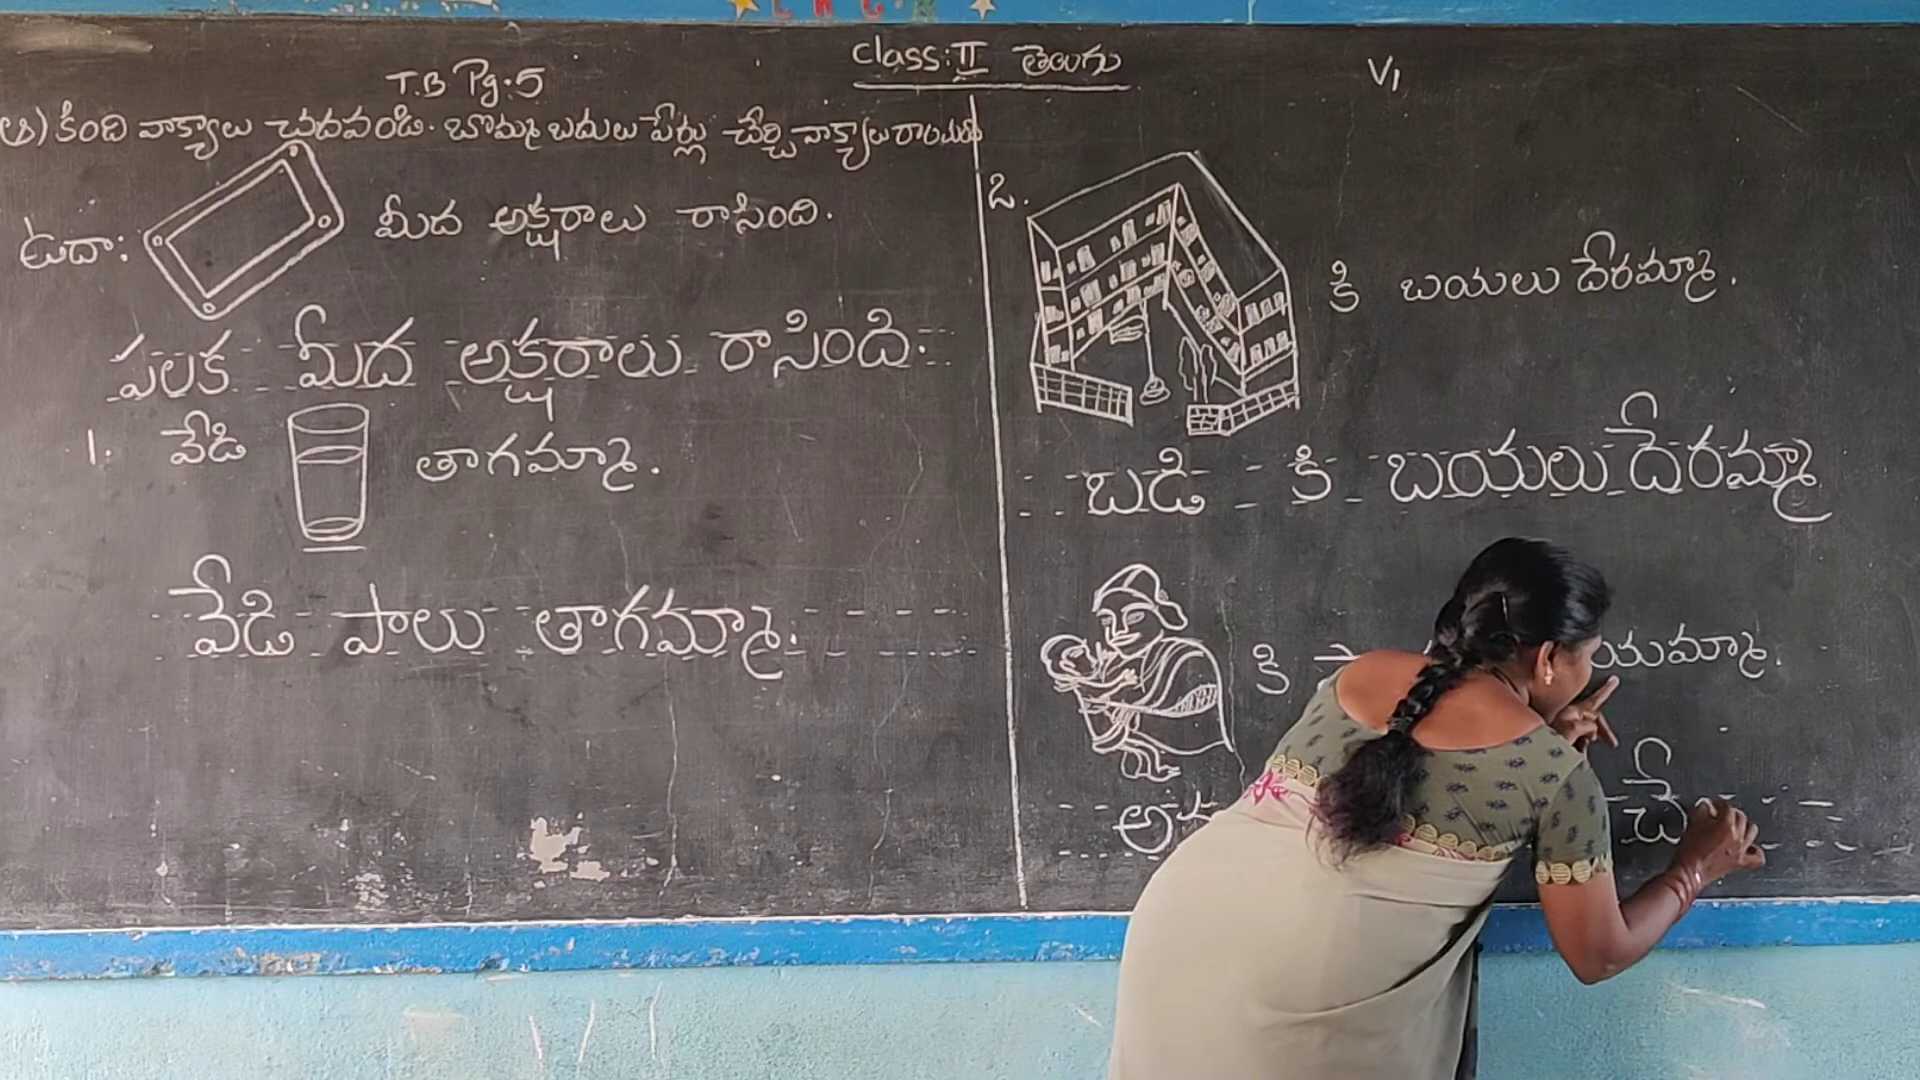 Class: II తెలుగు
T.B Pg:5
ఆ) కింది వాక్యాలు చదవండి. బొమ్మ బదులు పేర్లు చేర్చి వాక్యాలు రాయండి
ఉదా: మీద అక్షరాలు రాసింది.
పలక మీద అక్షరాలు రాసింది.
1. వేడి తాగమ్మా.
వేడి పాలు తాగమ్మా.
2. కి బయలు దేరమ్మా.
బడి కి బయలు దేరమ్మా
కి యమ్మా.
చే